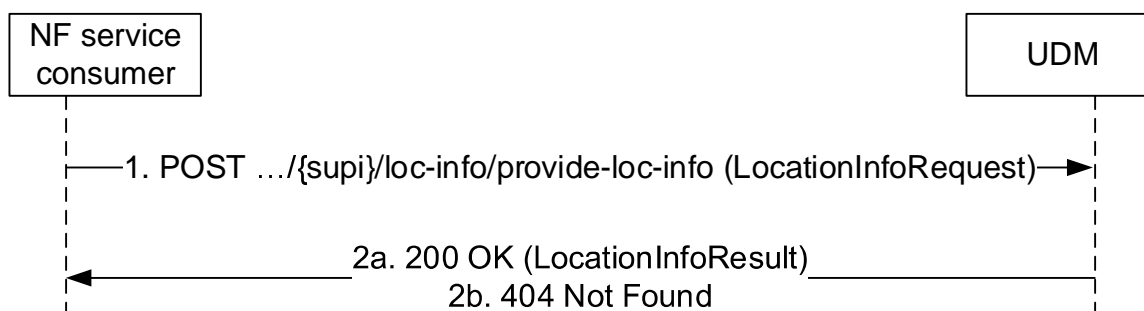 NF service
consumer
UDM
1. POST …/{supi}/loc-info/provide-loc-info (LocationInfoRequest)
2a. 200 OK (LocationInfoResult)
2b. 404 Not Found